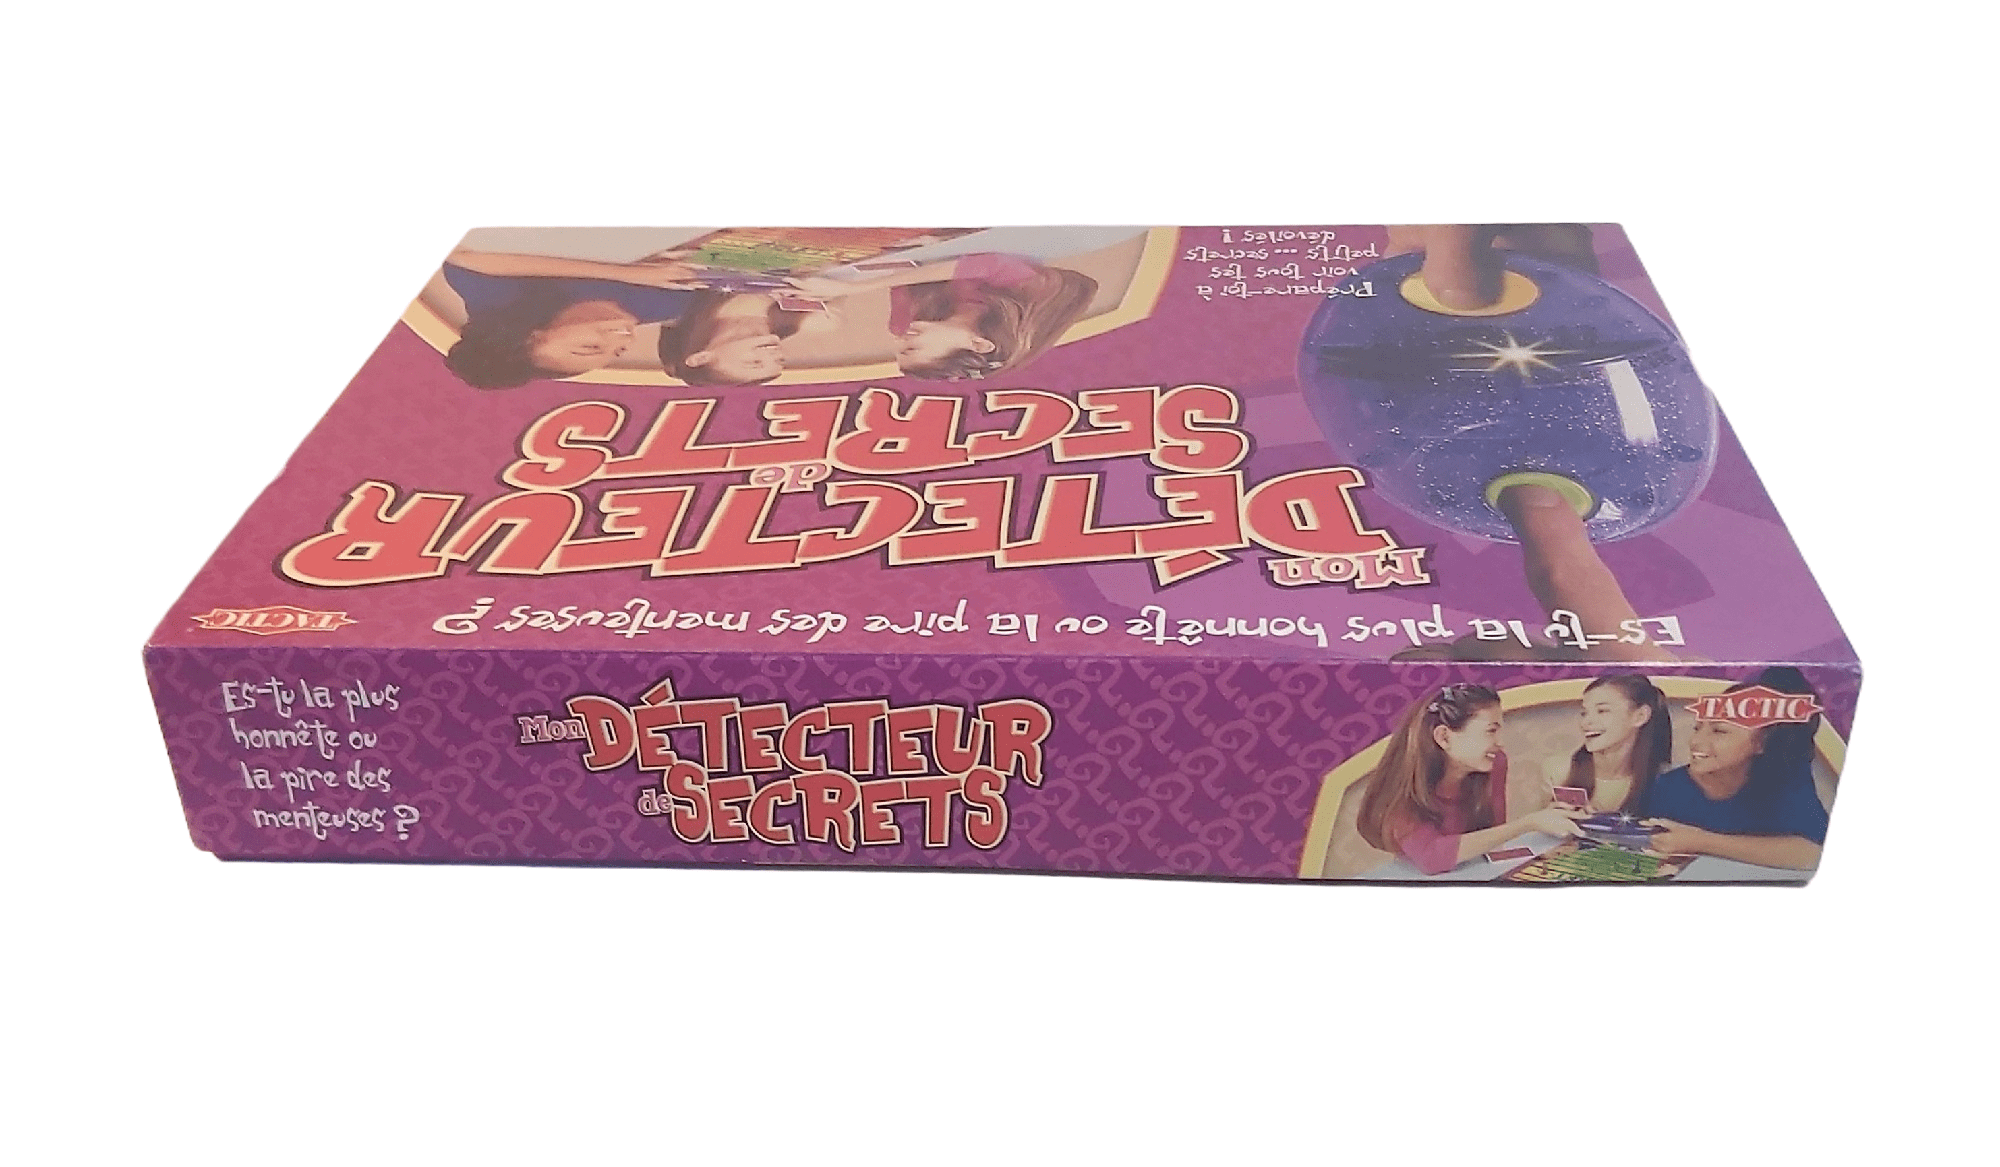 Prépare-toi à
voir tous tes
petits ... secrets
dévoilés !
Mon
DÉTECTEUR
de
SECRETS
Es-tu la plus honnête ou la pire des menteuses ?
TACTIC
Es-tu la plus
honnête ou
la pire des
menteuses ?
Mon DÉTECTEUR
de SECRETS
TACTIC